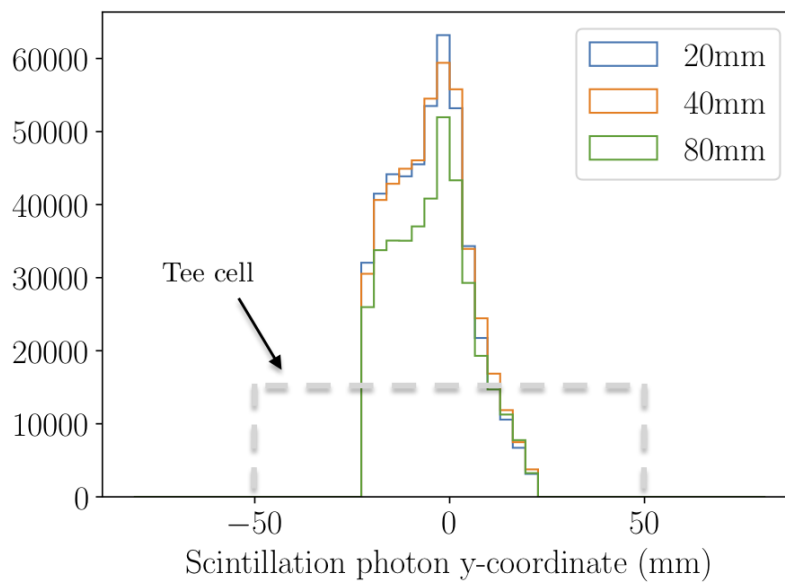 60000
50000
40000
30000
20000
10000
0
20mm
40mm
80mm
Tee cell
−50
0
50
Scintillation photon y-coordinate (mm)